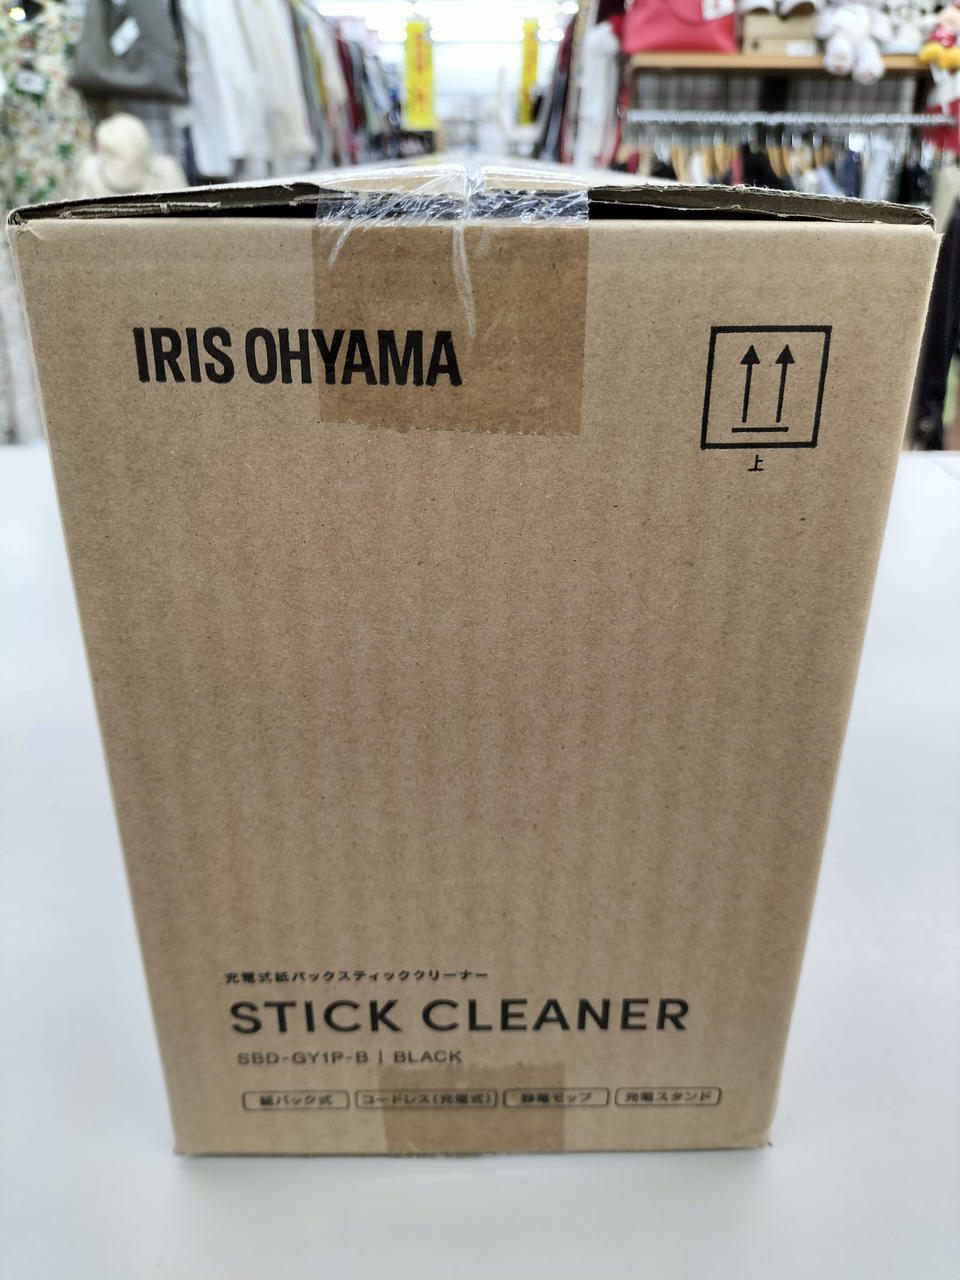 IRIS OHYAMA
上
充電式紙パックスティッククリーナー
STICK CLEANER
SBD-GY1P-B | BLACK
紙パック式 コードレス(充電式) 静電モップ 充電スタンド